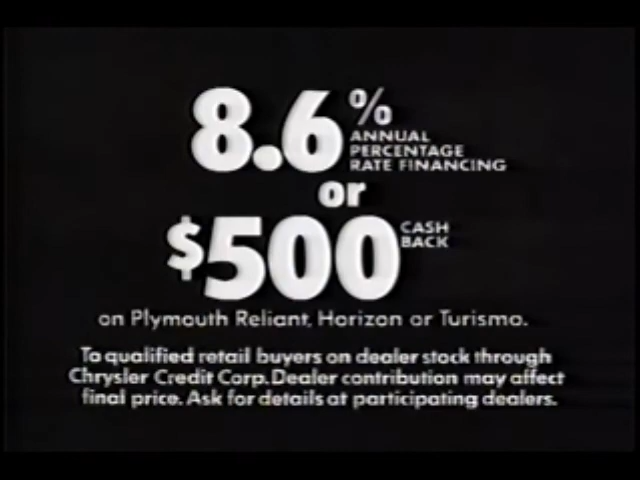 8.6%
ANNUAL
PERCENTAGE
RATE FINANCING
or
$500
CASH
BACK
on Plymouth Reliant, Horizon or Turismo.
To qualified retail buyers on dealer stock through
Chrysler Credit Corp. Dealer contribution may affect
final price. Ask for details at participating dealers.